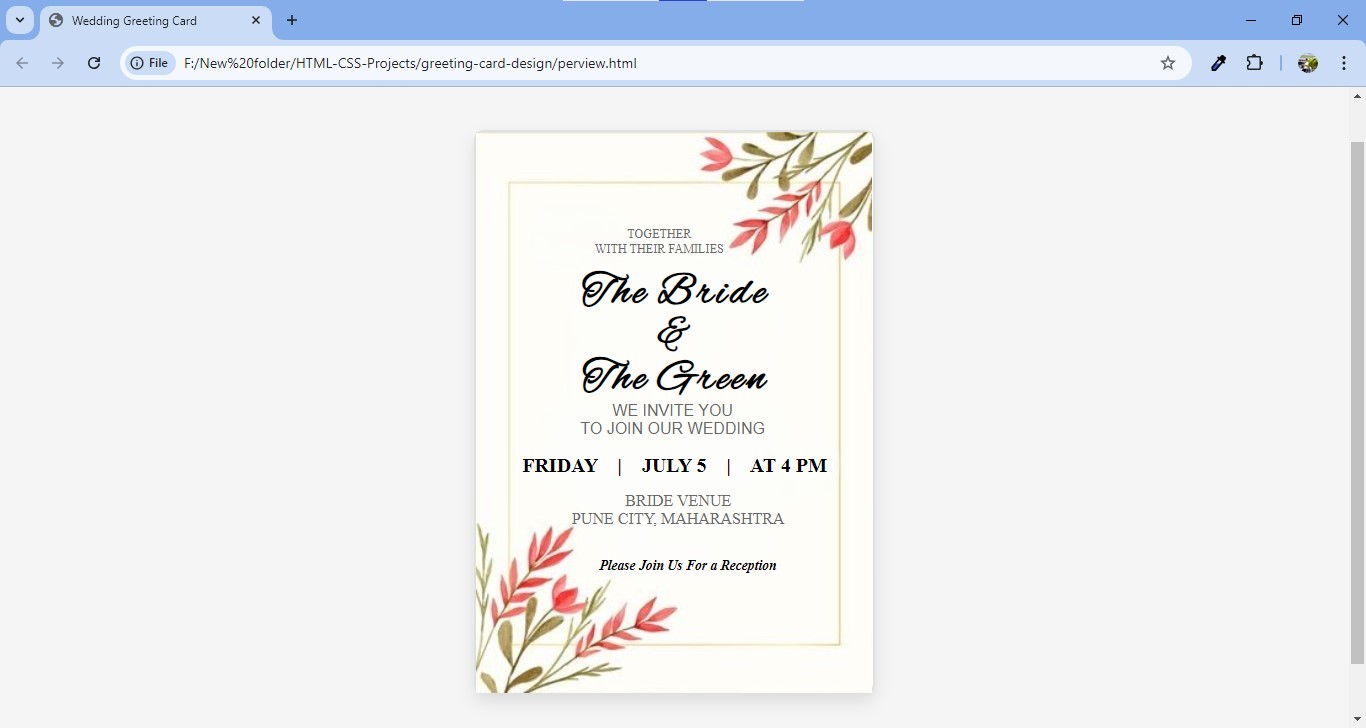 Wedding Greeting Card
File
F:/New%20folder/HTML-CSS-Projects/greeting-card-design/perview.html
TOGETHER
WITH THEIR FAMILIES
The Bride
&
The Green
WE INVITE YOU
TO JOIN OUR WEDDING
FRIDAY | JULY 5 | AT 4 PM
BRIDE VENUE
PUNE CITY, MAHARASHTRA
Please Join Us For a Reception